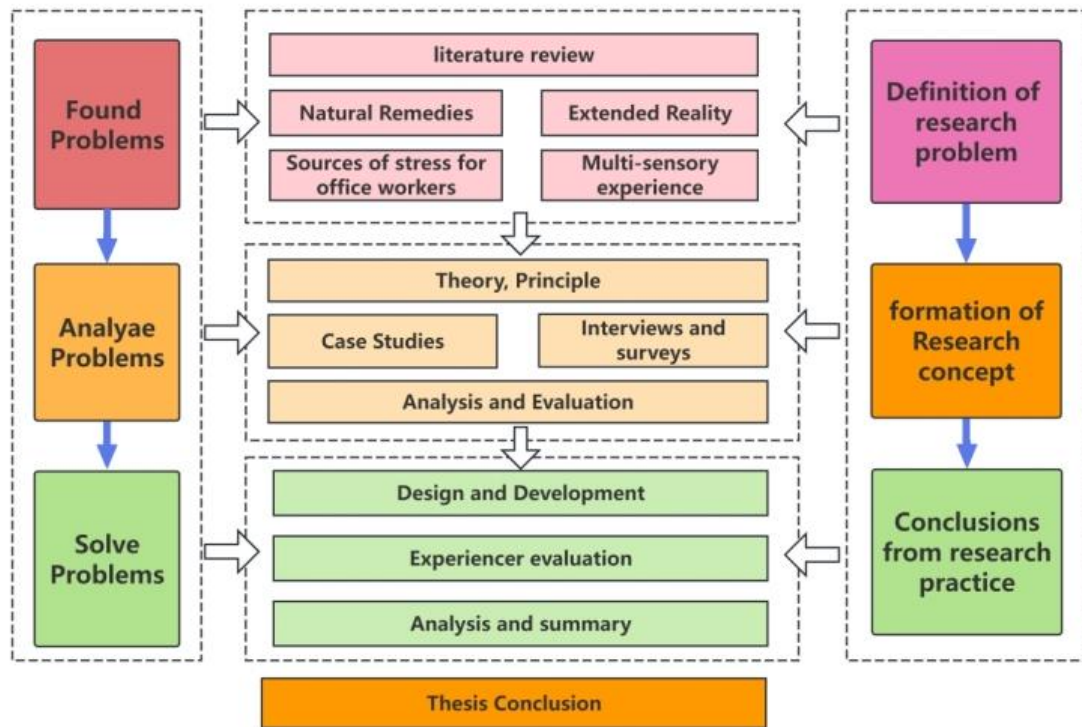 Found
Problems
Analyae
Problems
Solve
Problems
literature review
Natural Remedies
Extended Reality
Sources of stress for
office workers
Multi-sensory
experience
Theory, Principle
Case Studies
Interviews and
surveys
Analysis and Evaluation
Design and Development
Experiencer evaluation
Analysis and summary
Thesis Conclusion
Definition of
research
problem
formation of
Research
concept
Conclusions
from research
practice